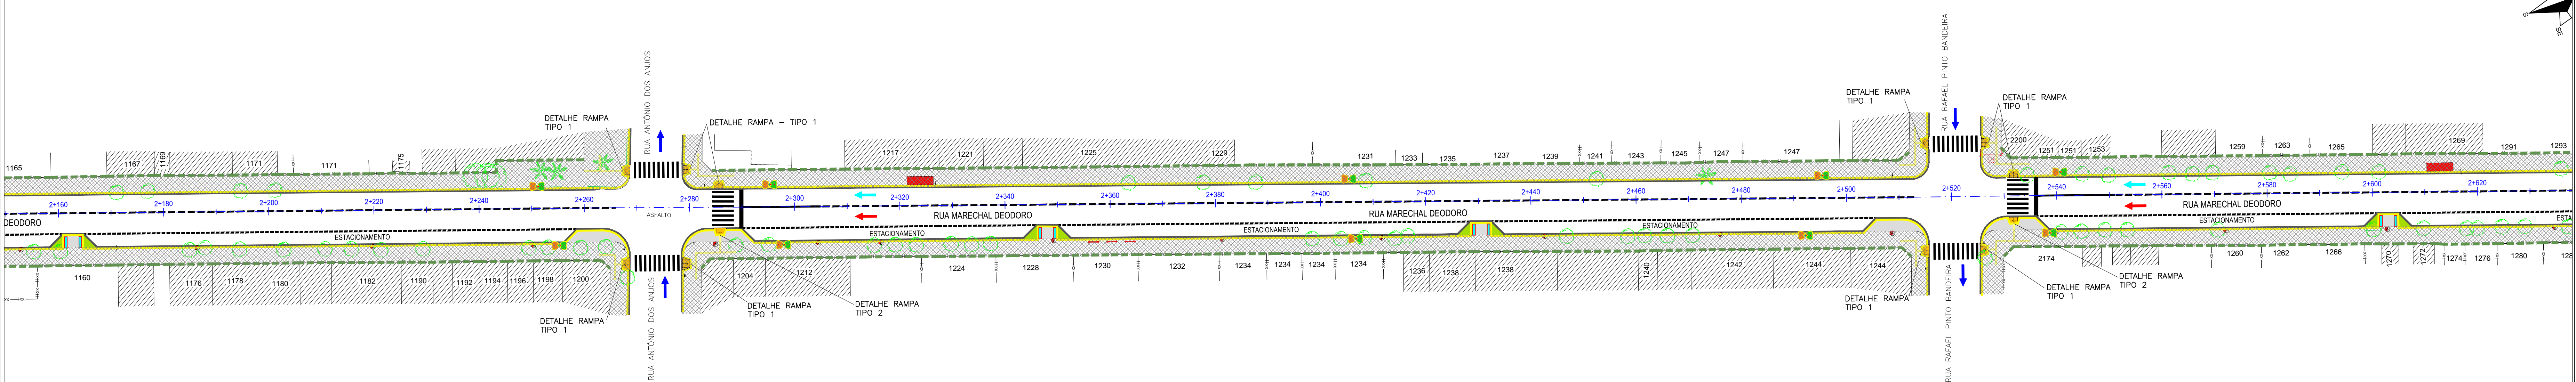 RUA ANTÔNIO DOS ANJOS
RUA RAFAEL PINTO BANDEIRA
SE
DETALHE RAMPA
TIPO 1
DETALHE RAMPA - TIPO 1
DETALHE RAMPA
TIPO 1
DETALHE RAMPA
TIPO 1
2200
1165
1167
1169
1171
1171
1175
1217
1221
1225
1229
1231
1233
1235
1237
1239
1241
1243
1245
1247
1247
1251
1251
1253
1259
1263
1265
1269
1291
1293
2+160
2+180
2+200
2+220
2+240
2+260
2+280
2+300
2+320
2+340
2+360
2+380
2+400
2+420
2+440
2+460
2+480
2+500
2+520
2+540
2+560
2+580
2+600
2+620
DEODORO
ASFALTO
RUA MARECHAL DEODORO
RUA MARECHAL DEODORO
RUA MARECHAL DEODORO
ESTACIONAMENTO
ESTACIONAMENTO
ESTACIONAMENTO
ESTACIONAMENTO
ESTACIONAMENTO
ESTA
1160
1176
1178
1180
1182
1190
1192
1194
1196
1198
1200
1204
1212
1224
1228
1230
1232
1234
1234
1234
1234
1236
1238
1238
1240
1242
1244
1244
2174
1260
1262
1266
1270
1272
1274
1276
1280
128
DETALHE RAMPA
TIPO 1
DETALHE RAMPA
TIPO 1
DETALHE RAMPA
TIPO 2
DETALHE RAMPA
TIPO 1
DETALHE RAMPA
TIPO 1
DETALHE RAMPA
TIPO 2
RUA ANTÔNIO DOS ANJOS
RUA RAFAEL PINTO BANDEIRA